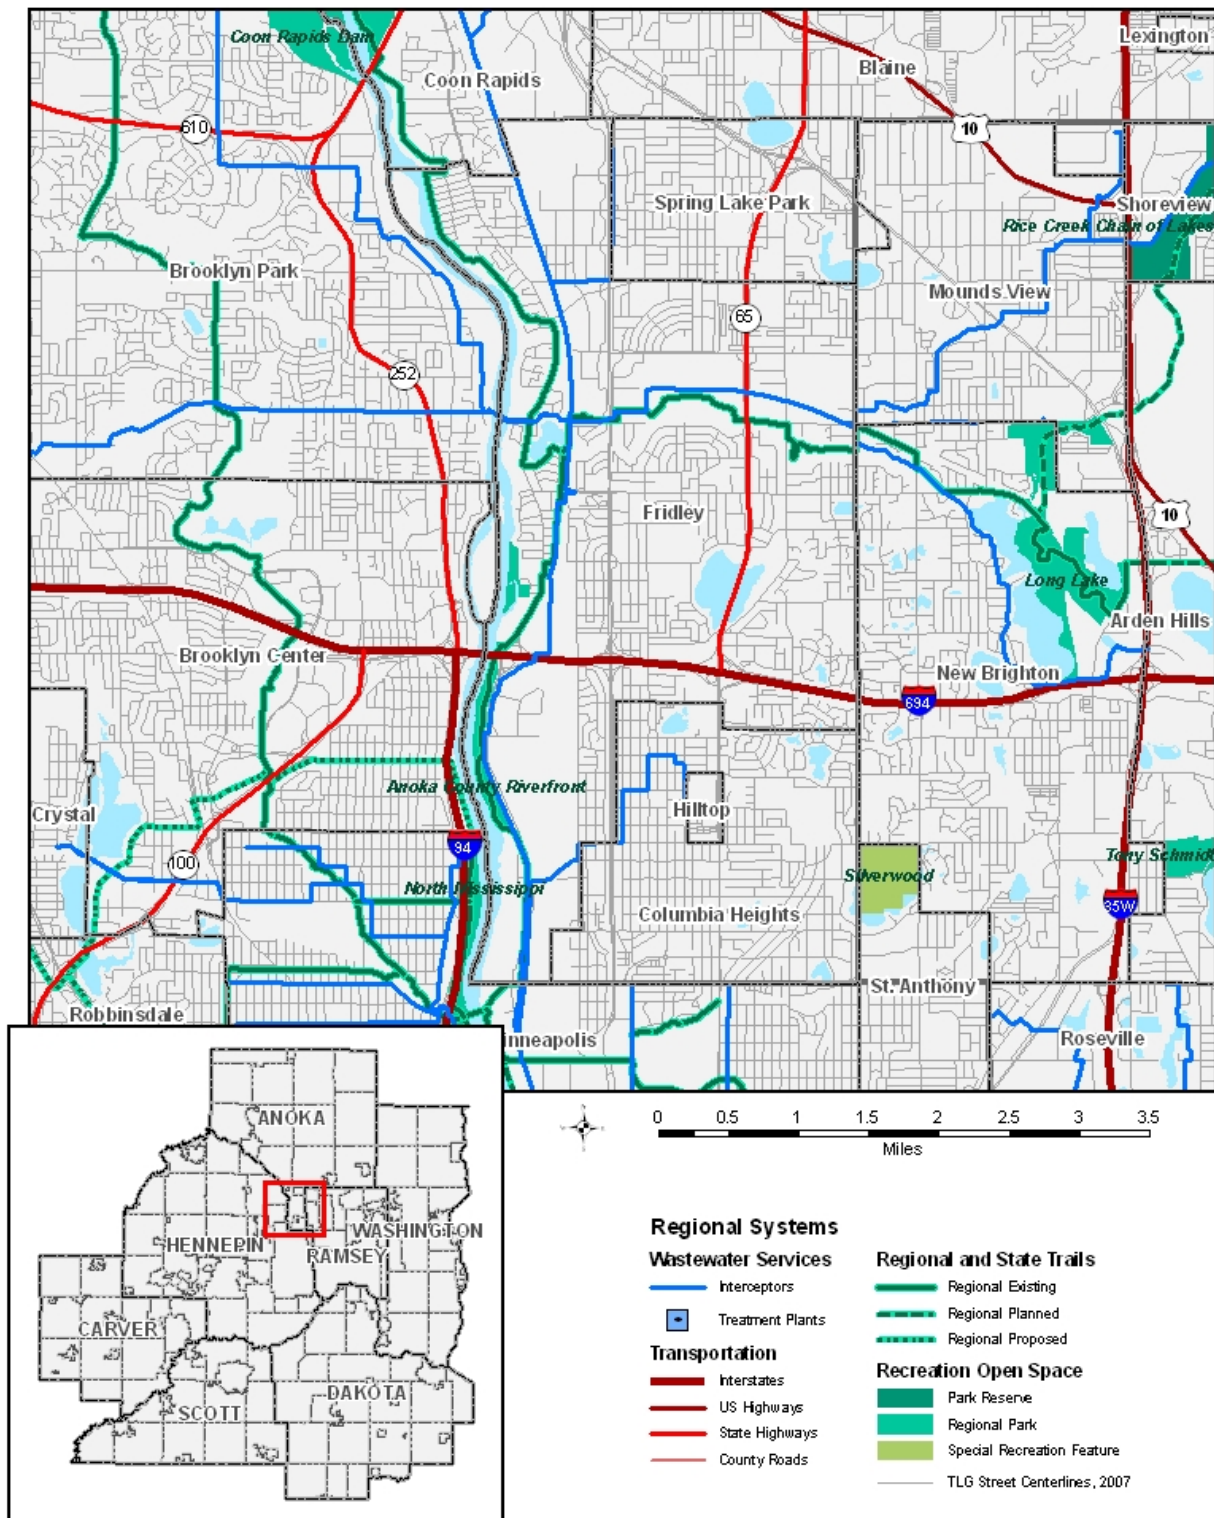 Coon Rapids Dam
Coon Rapids
Blaine
Lexington
610
10
Spring Lake Park
Shoreview
Rice Creek Chain of Lakes
Brooklyn Park
Mounds View
65
252
Fridley
10
Long Lake
Arden Hills
Brooklyn Center
New Brighton
694
Anoka County Riverfront
Crystal
Hilltop
94
100
Tony Schmidt
Silverwood
North Mississippi
35W
Columbia Heights
St. Anthony
Robbinsdale
inneapolis
Roseville
ANOKA
WASHINGTON
HENNEPIN
RAMSEY
CARVER
DAKOTA
SCOTT
0 0.5 1 1.5 2 2.5 3 3.5
Miles
Regional Systems
Wastewater Services
Interceptors
Treatment Plants
Transportation
Interstates
US Highways
State Highways
County Roads
Regional and State Trails
Regional Existing
Regional Planned
Regional Proposed
Recreation Open Space
Park Reserve
Regional Park
Special Recreation Feature
TLG Street Centerlines, 2007